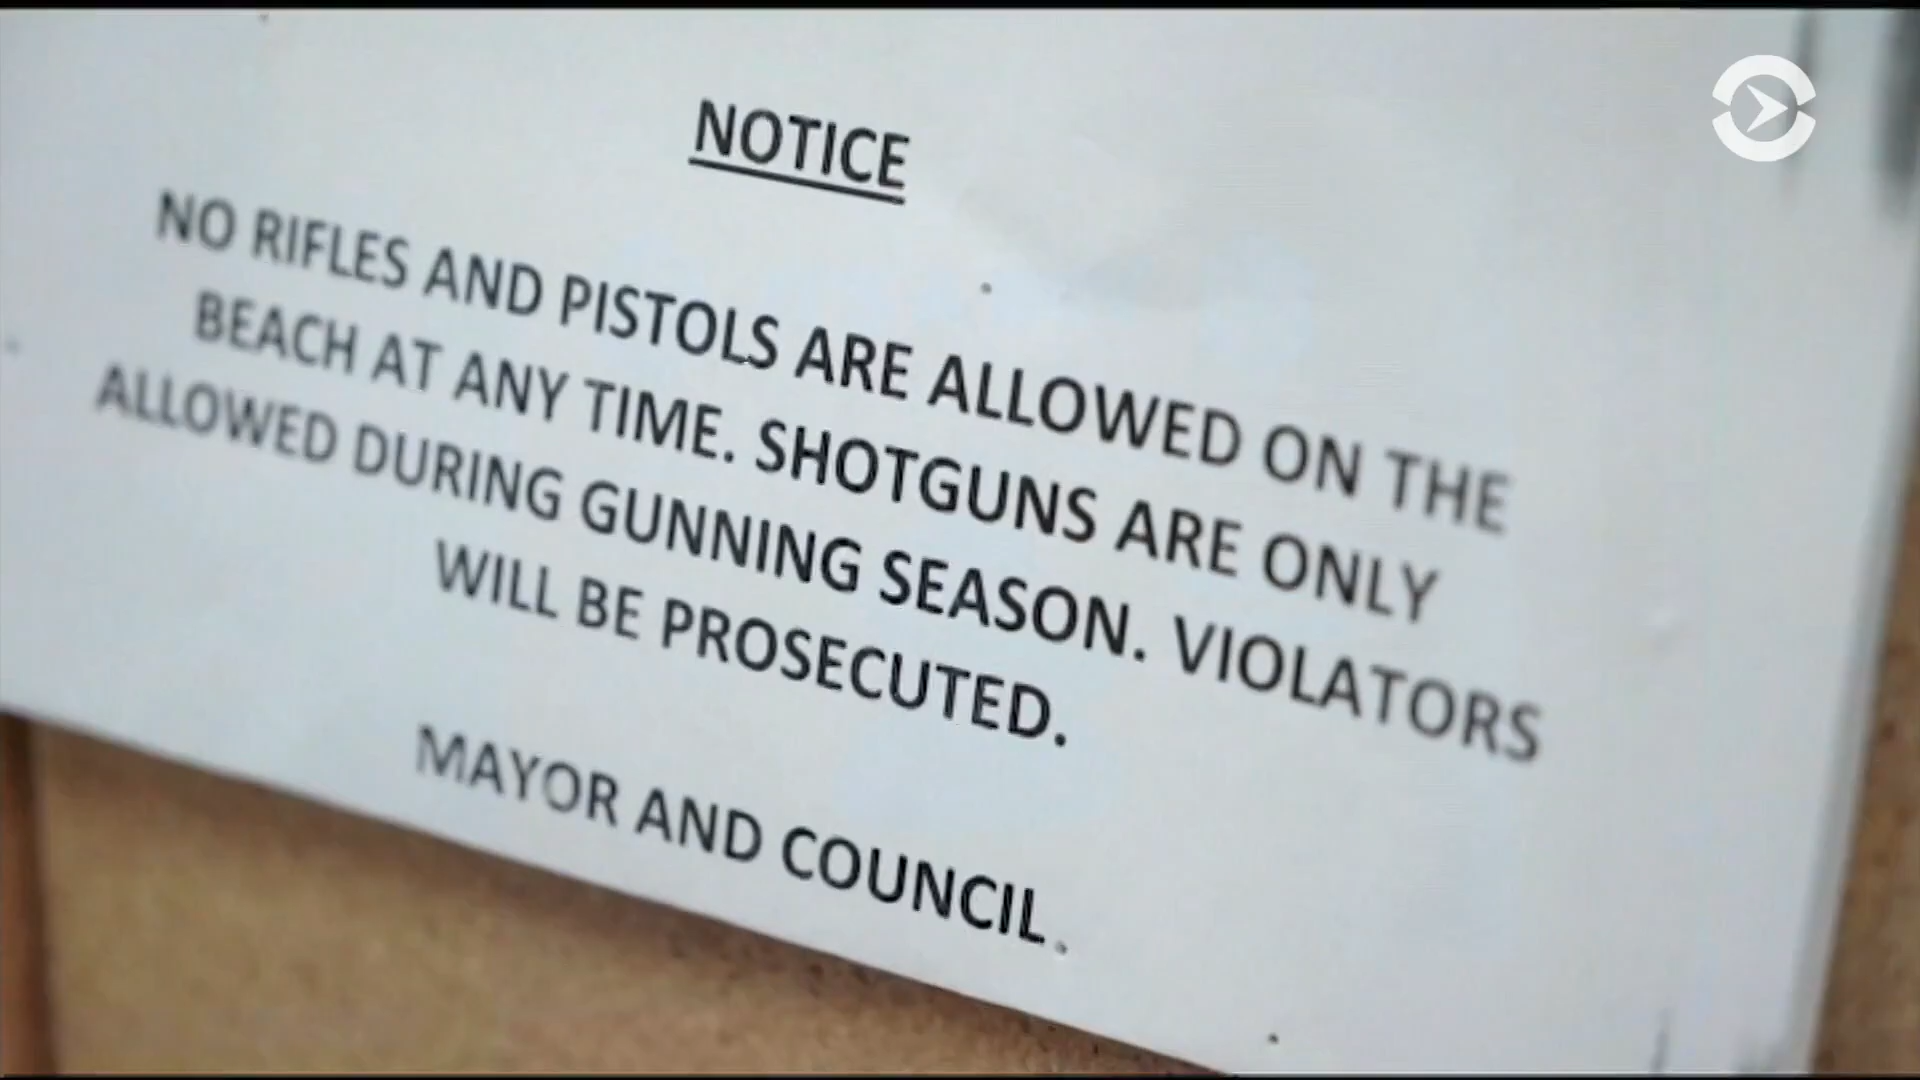 NOTICE
NO RIFLES AND PISTOLS ARE ALLOWED ON THE
BEACH AT ANY TIME. SHOTGUNS ARE ONLY
ALLOWED DURING GUNNING SEASON. VIOLATORS
WILL BE PROSECUTED.
MAYOR AND COUNCIL.